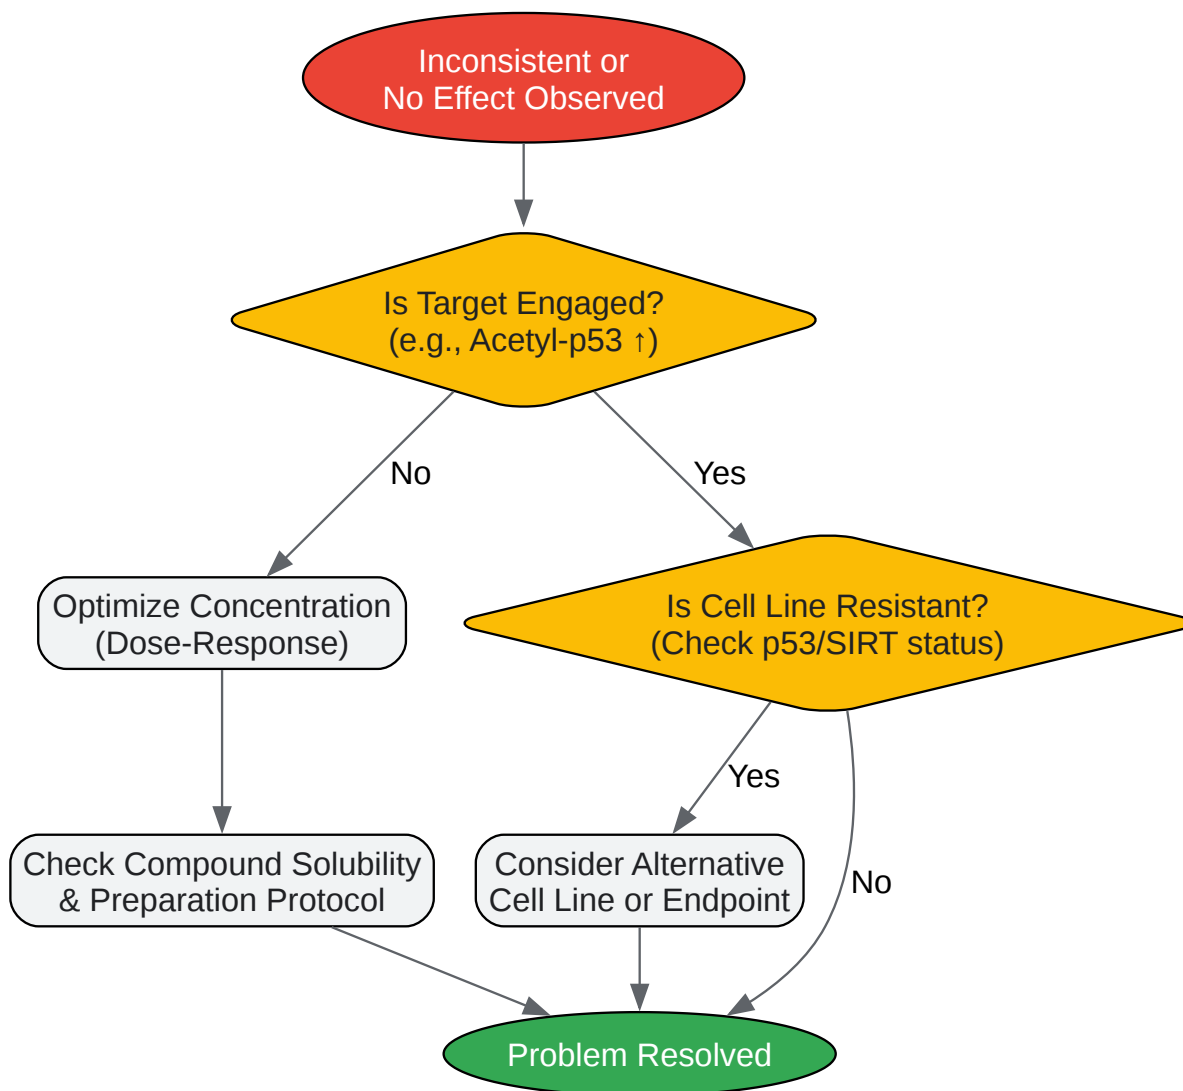 Inconsistent or
No Effect Observed
Is Target Engaged?
(e.g., Acetyl-p53 ↑)
No
Yes
Optimize Concentration
(Dose-Response)
Is Cell Line Resistant?
(Check p53/SIRT status)
Yes
Check Compound Solubility
& Preparation Protocol
Consider Alternative
Cell Line or Endpoint
No
Problem Resolved